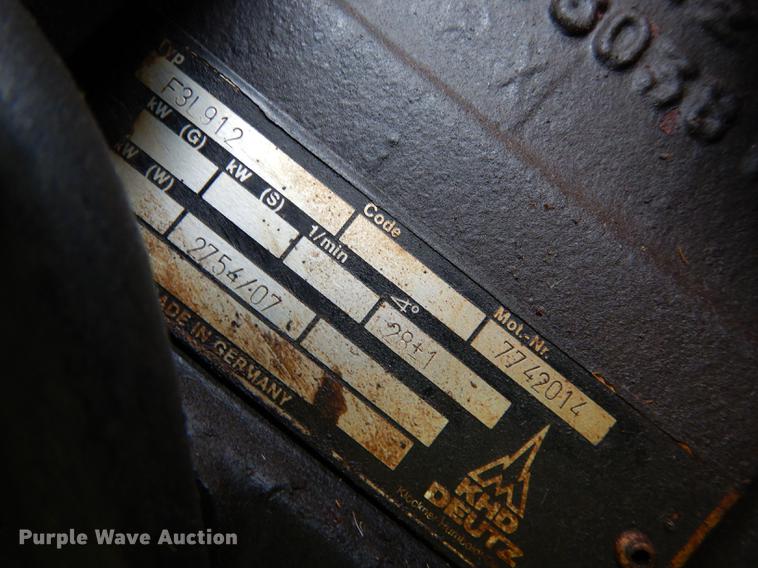 TYP
F3L912
Code
Mot.-Nr.
7742014
kW (G)
kW (S)
1/min
∢°
28±1
kW (W)
2754/07
MADE IN GERMANY
KHD
DEUTZ
8038
Purple Wave Auction